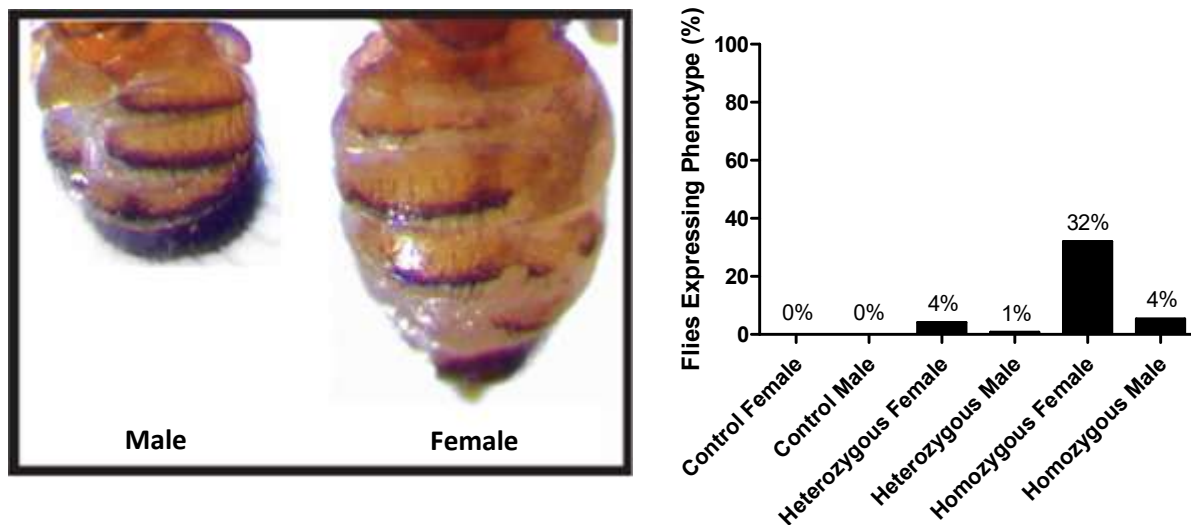 Male
Female
Flies Expressing Phenotype (%)
100
80
60
40
20
0
0%
0%
4%
1%
32%
4%
Control Female
Control Male
Heterozygous Female
Heterozygous Male
Homozygous Female
Homozygous Male